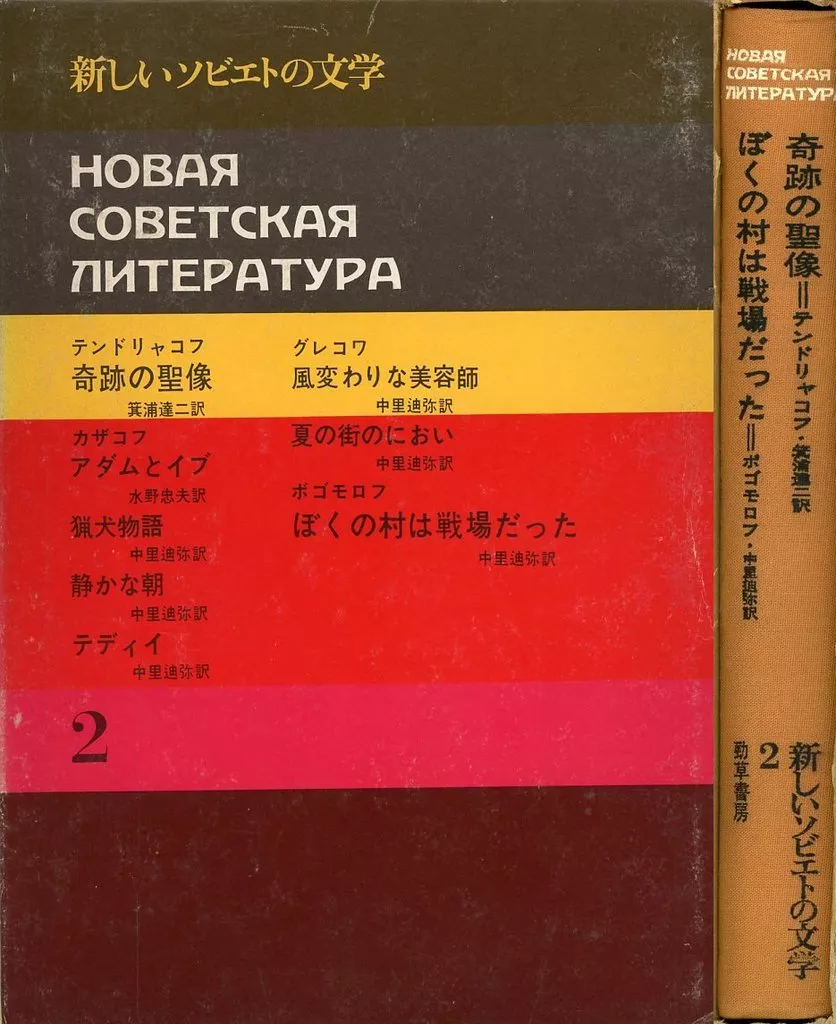 新しいソビエトの文学
НОВАЯ
СОВЕТСКАЯ
ЛИТЕРАТУРА
テンドリャコフ
奇跡の聖像
箕浦達二訳
カザコフ
アダムとイブ
水野忠夫訳
猟犬物語
中里迪弥訳
静かな朝
中里迪弥訳
テディイ
中里迪弥訳
グレコワ
風変わりな美容師
中里迪弥訳
夏の街のにおい
中里迪弥訳
ボゴモロフ
ぼくの村は戦場だった
中里迪弥訳
2
НОВАЯ
СОВЕТСКАЯ
ЛИТЕРАТУР
奇跡の聖像=テンドリャコフ・箕浦達二訳
ぼくの村は戦場だった=ボゴモロフ・中里迪弥訳
新しいソビエトの文学
2
勁草書房